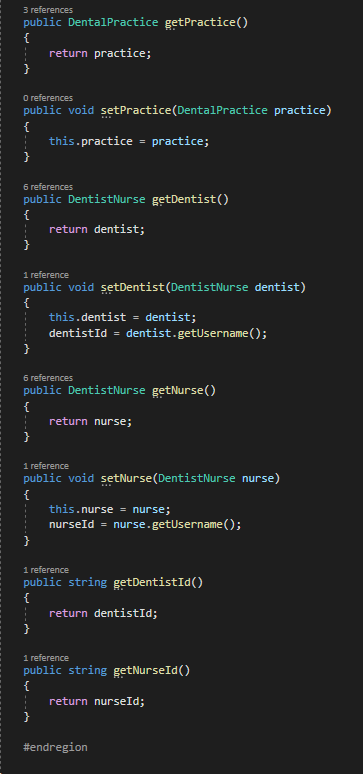 3 references
public DentalPractice getPractice()
{
return practice;
}
0 references
public void setPractice(DentalPractice practice)
{
this.practice = practice;
}
6 references
public DentistNurse getDentist()
{
return dentist;
}
1 reference
public void setDentist(DentistNurse dentist)
{
this.dentist = dentist;
dentistId = dentist.getUsername();
}
6 references
public DentistNurse getNurse()
{
return nurse;
}
1 reference
public void setNurse(DentistNurse nurse)
{
this.nurse = nurse;
nurseId = nurse.getUsername();
}
1 reference
public string getDentistId()
{
return dentistId;
}
1 reference
public string getNurseId()
{
return nurseId;
}
#endregion